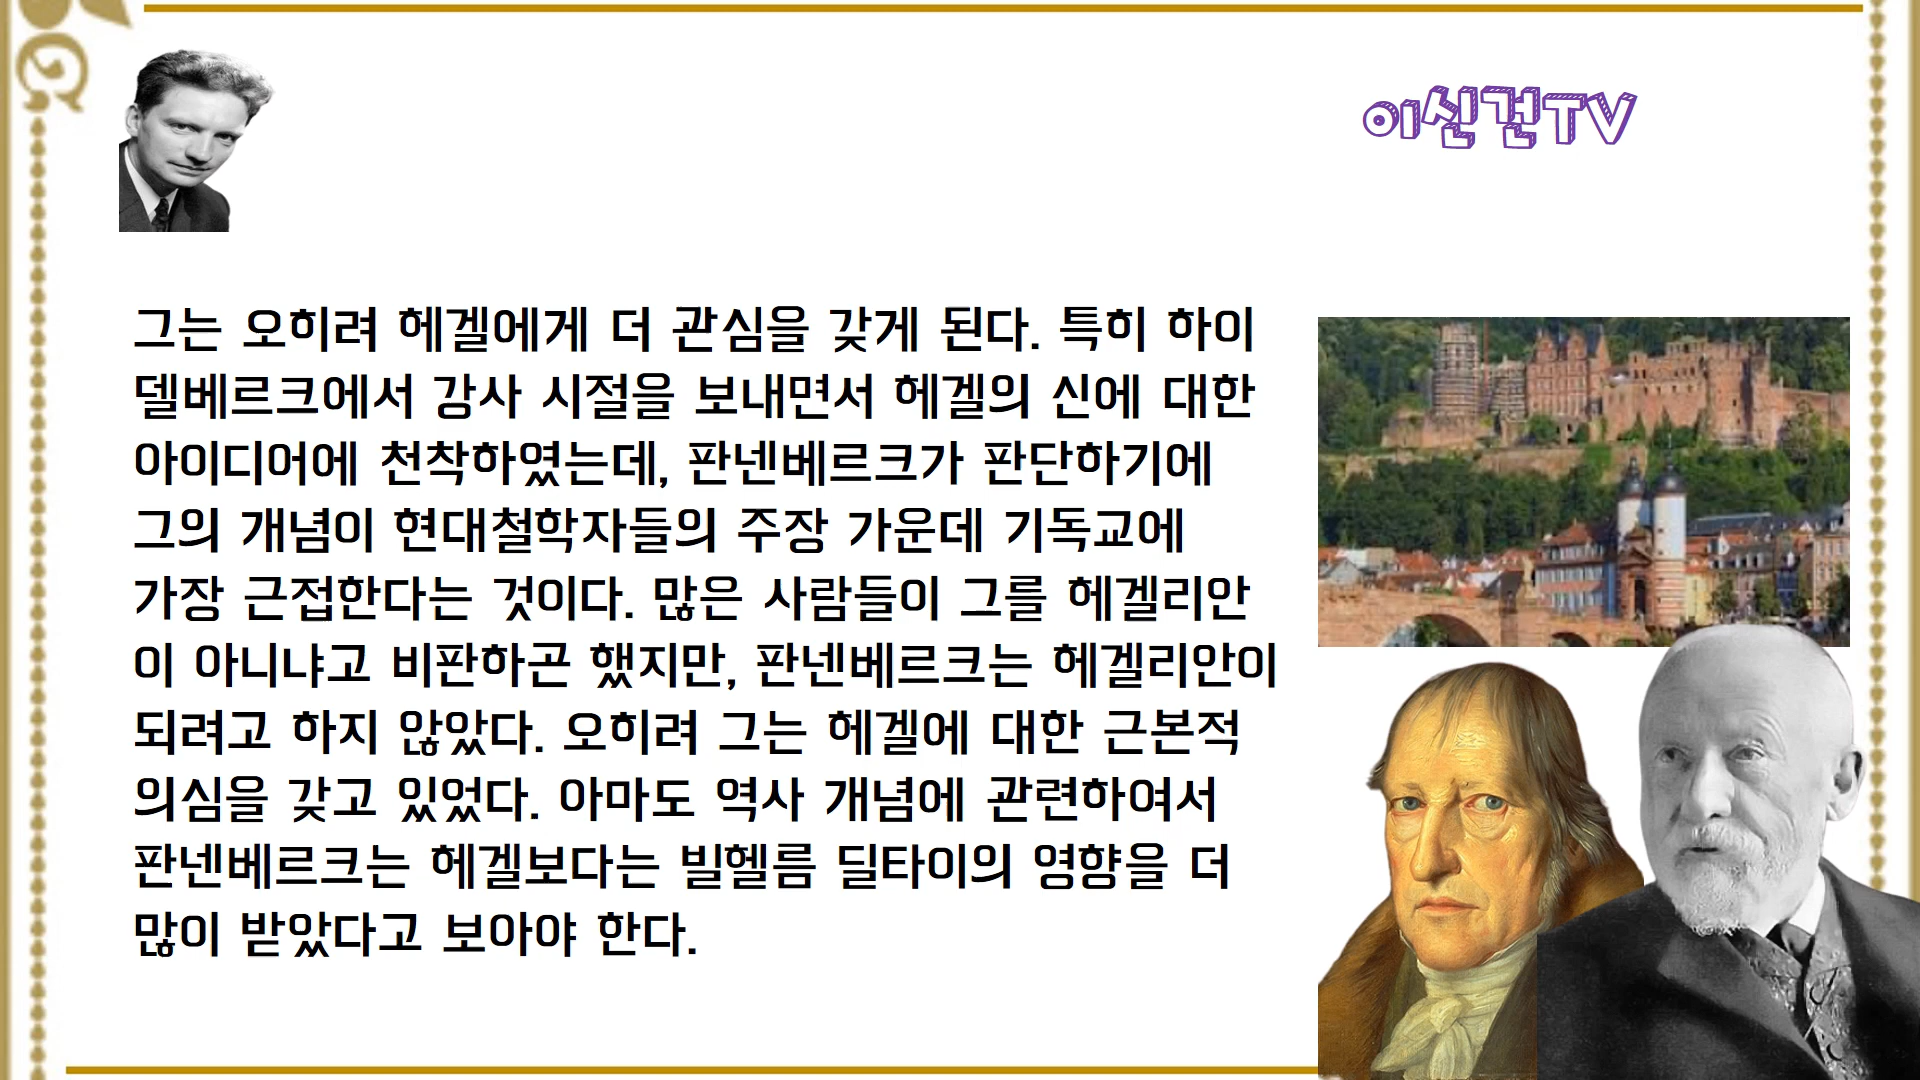 이신견TV
그는 오히려 헤겔에게 더 관심을 갖게 된다. 특히 하이
델베르크에서 강사 시절을 보내면서 헤겔의 신에 대한
아이디어에 천착하였는데, 판넨베르크가 판단하기에
그의 개념이 현대철학자들의 주장 가운데 기독교에
가장 근접한다는 것이다. 많은 사람들이 그를 헤겔리안
이 아니냐고 비판하곤 했지만, 판넨베르크는 헤겔리안이
되려고 하지 않았다. 오히려 그는 헤겔에 대한 근본적
의심을 갖고 있었다. 아마도 역사 개념에 관련하여서
판넨베르크는 헤겔보다는 빌헬름 딜타이의 영향을 더
많이 받았다고 보아야 한다.